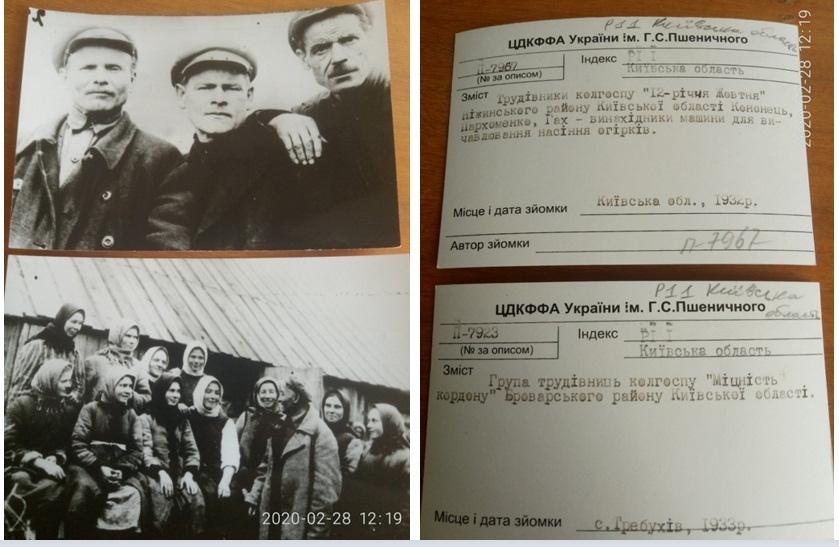 2020-02-28 12:19
Р11 Київська область
ЦДКФФА України ім. Г.С.Пшеничного
П-7967
(№ за описом)
Індекс
РІ І
Київська область
Зміст
Трудівники колгоспу "12-річчя Жовтня"
Ніжинського району Київської області Кононець,
Пархоменко, Гах - винахідники машини для ви-
чавлювання насіння огірків.
Місце і дата зйомки
Київська обл., 1932р.
Автор зйомки
П-7967
2020-02-28 12:19
Р11 Київська
область
ЦДКФФА України ім. Г.С.Пшеничного
П-7923
(№ за описом)
Індекс
РІ І
Київська область
Зміст
Група трудівниць колгоспу "Міцність
кордону" Броварського району Київської області.
Місце і дата зйомки
с.Требухів, 1933р.